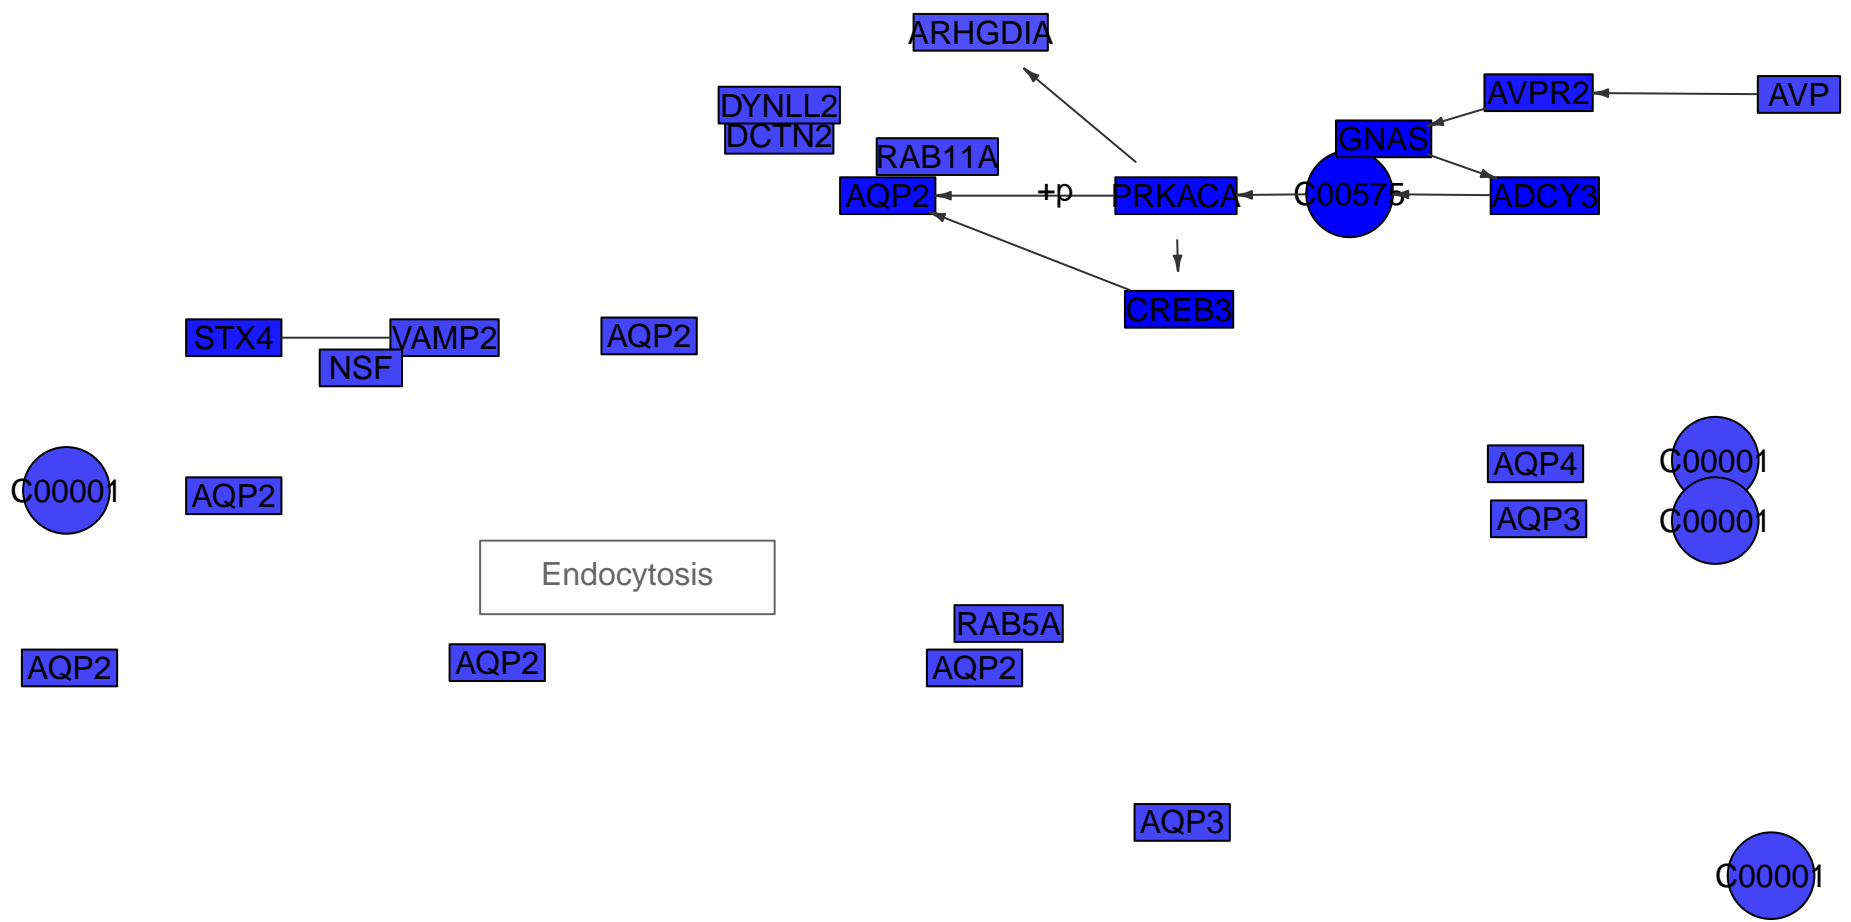 ARHGDIA
DYNLL2
DCTN2
AVPR2
AVP
GNAS
RAB11A
AQP2
+p
PRKACA
C00575
ADCY3
CREB3
STX4
VAMP2
NSF
AQP2
C00001
AQP2
AQP4
C00001
AQP3
C00001
Endocytosis
RAB5A
AQP2
AQP2
AQP2
AQP3
C00001